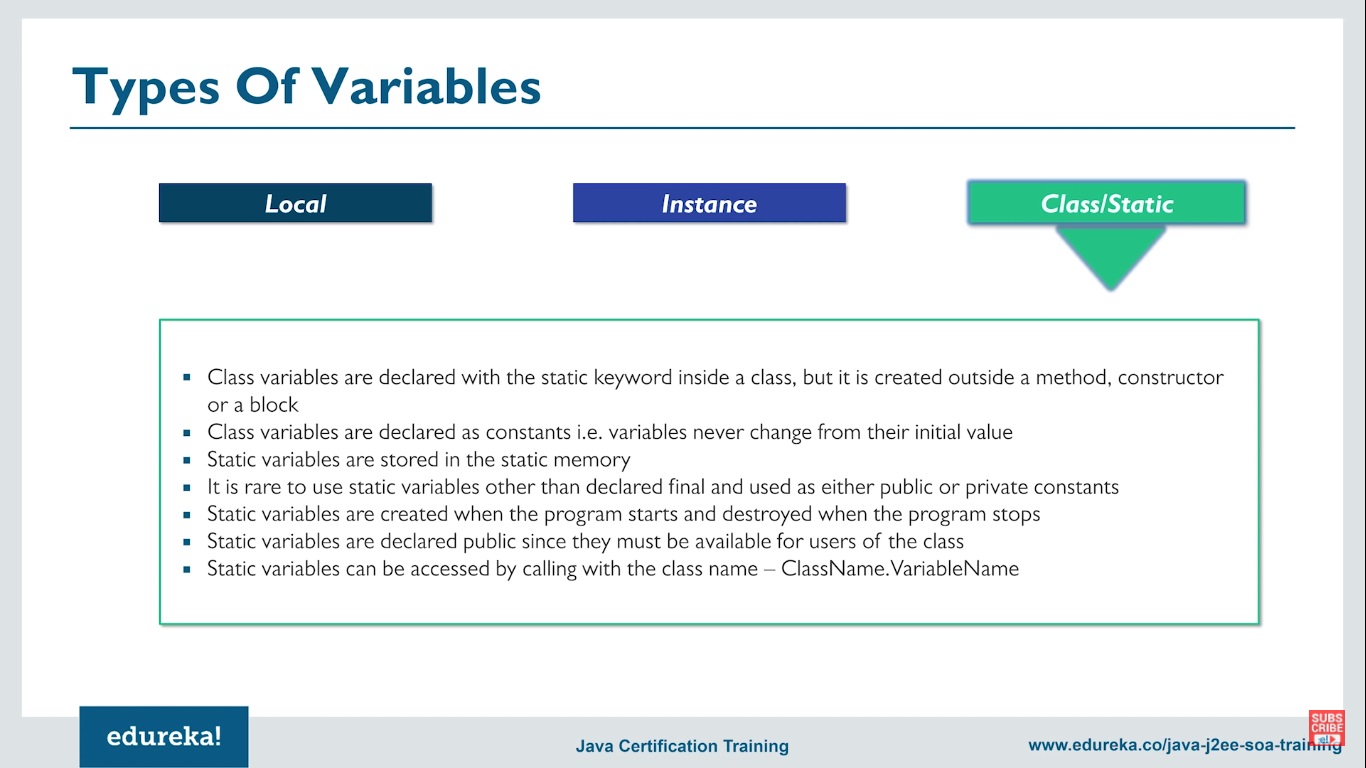 Types Of Variables
Local
Instance
Class/Static
▪ Class variables are declared with the static keyword inside a class, but it is created outside a method, constructor
or a block
▪ Class variables are declared as constants i.e. variables never change from their initial value
▪ Static variables are stored in the static memory
▪ It is rare to use static variables other than declared final and used as either public or private constants
▪ Static variables are created when the program starts and destroyed when the program stops
▪ Static variables are declared public since they must be available for users of the class
▪ Static variables can be accessed by calling with the class name – ClassName.VariableName
edureka!
Java Certification Training
www.edureka.co/java-j2ee-soa-training
SUBS
CRIBE